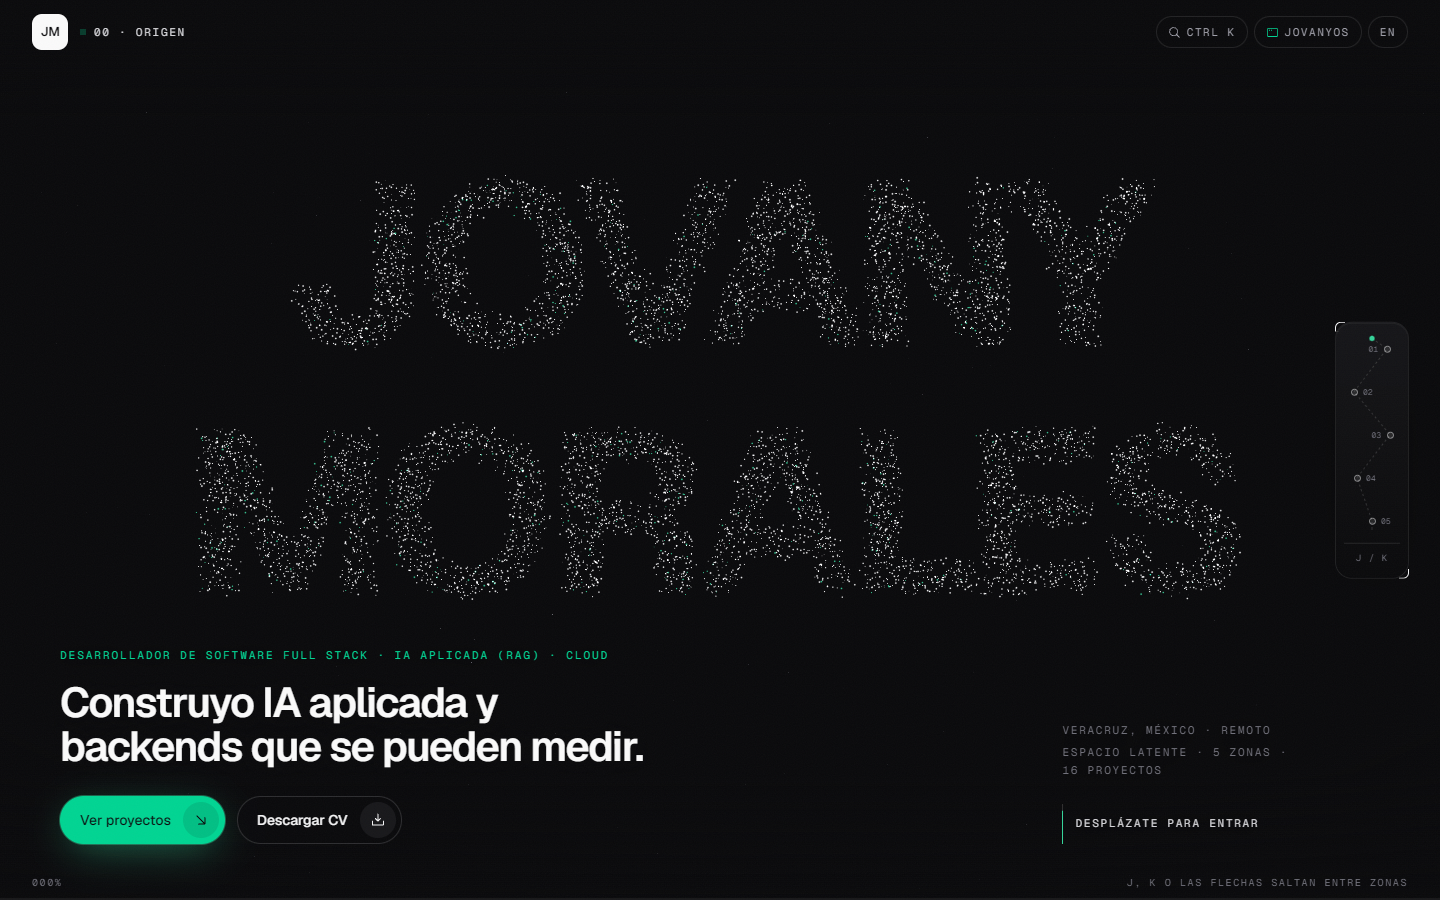 JM
00 · ORIGEN
CTRL K
JOVANYOS
EN
JOVANY
MORALES
01
02
03
04
05
J / K
DESARROLLADOR DE SOFTWARE FULL STACK · IA APLICADA (RAG) · CLOUD
Construyo IA aplicada y
backends que se pueden medir.
Ver proyectos
Descargar CV
VERACRUZ, MÉXICO · REMOTO
ESPACIO LATENTE · 5 ZONAS ·
16 PROYECTOS
DESPLÁZATE PARA ENTRAR
000%
J, K O LAS FLECHAS SALTAN ENTRE ZONAS